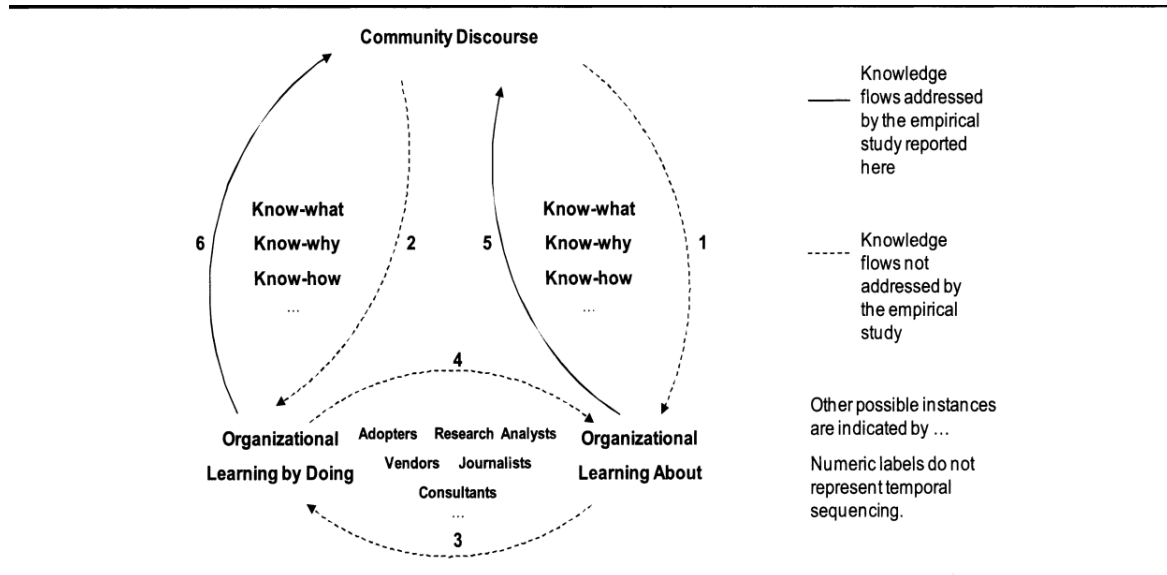 Community Discourse
Knowledge
flows addressed
by the empirical
study reported
here
Know-what
Know-why
Know-how
…
Know-what
Know-why
Know-how
…
6
2
5
1
Knowledge
flows not
addressed by
the empirical
study
4
Organizational
Learning by Doing
Adopters Research Analysts
Vendors Journalists
Consultants
…
Organizational
Learning About
3
Other possible instances
are indicated by …
Numeric labels do not
represent temporal
sequencing.